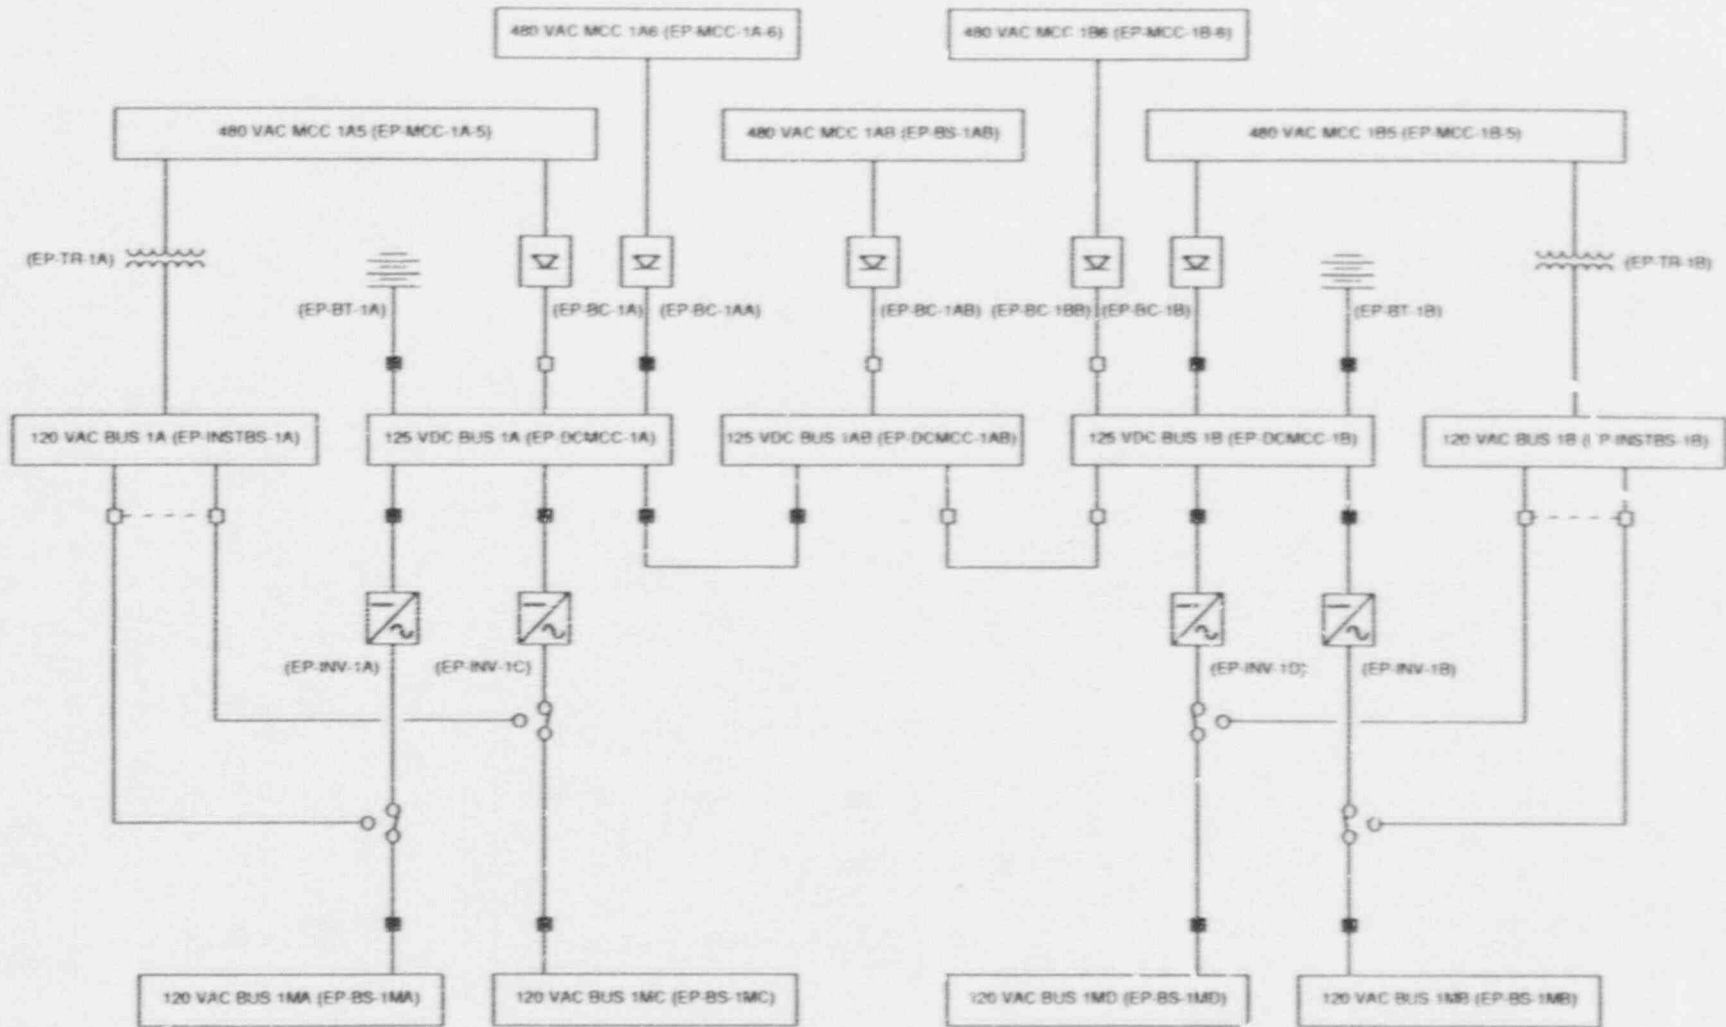 480 VAC MCC 1A6 (EP-MCC-1A-6)
480 VAC MCC 1B6 (EP-MCC-1B-6)
480 VAC MCC 1A5 (EP-MCC-1A-5)
480 VAC MCC 1AB (EP-BS-1AB)
480 VAC MCC 1B5 (EP-MCC-1B-5)
(EP-TR-1A)
(EP-TR-1B)
(EP-BT-1A)
(EP-BC-1A)
(EP-BC-1AA)
(EP-BC-1AB)
(EP-BC-1BB)
(EP-BC-1B)
(EP-BT-1B)
120 VAC BUS 1A (EP-INSTBS-1A)
125 VDC BUS 1A (EP-DCMCC-1A)
125 VDC BUS 1AB (EP-DCMCC-1AB)
125 VDC BUS 1B (EP-DCMCC-1B)
120 VAC BUS 1B (EP-INSTBS-1B)
(EP-INV-1A)
(EP-INV-1C)
(EP-INV-1D)
(EP-INV-1B)
120 VAC BUS 1MA (EP-BS-1MA)
120 VAC BUS 1MC (EP-BS-1MC)
120 VAC BUS 1MD (EP-BS-1MD)
120 VAC BUS 1MB (EP-BS-1MB)